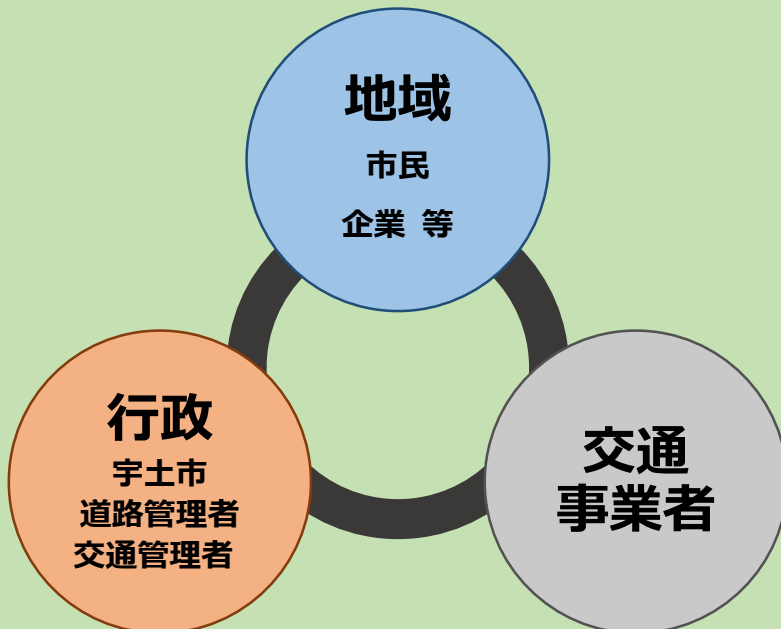 地域
市民
企業 等
行政
宇土市
道路管理者
交通管理者
交通
事業者